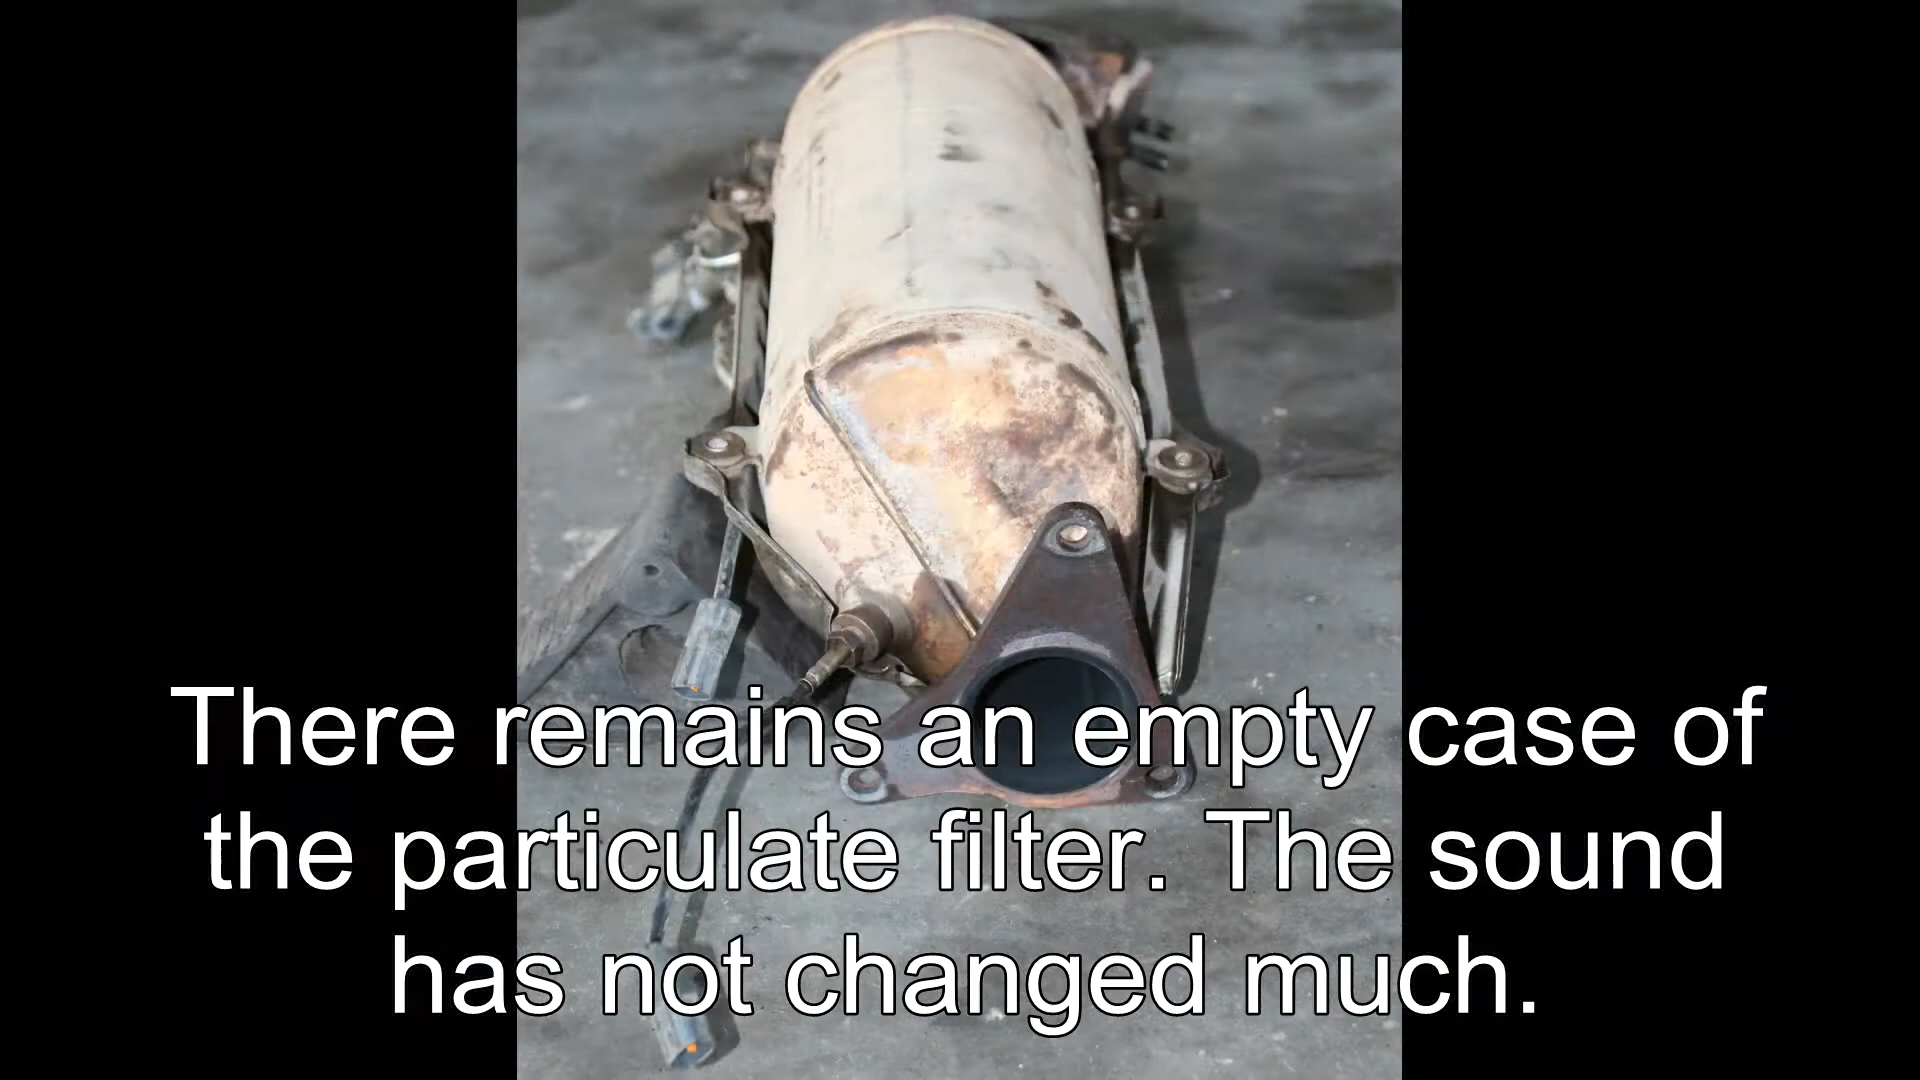 There remains an empty case of
the particulate filter. The sound
has not changed much.